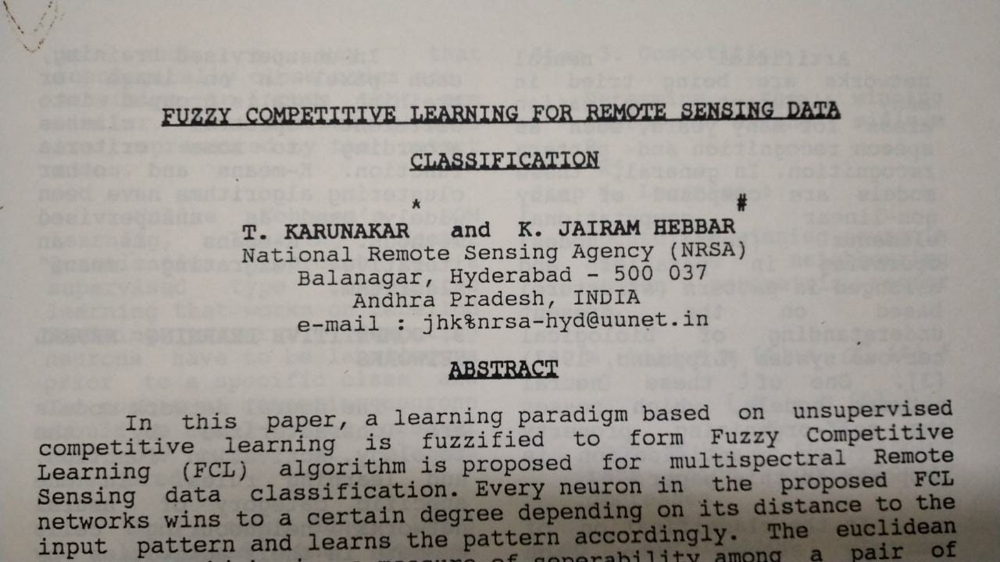 FUZZY COMPETITIVE LEARNING FOR REMOTE SENSING DATA
CLASSIFICATION
* #
T. KARUNAKAR and K. JAIRAM HEBBAR
National Remote Sensing Agency (NRSA)
Balanagar, Hyderabad - 500 037
Andhra Pradesh, INDIA
e-mail : jhk%nrsa-hyd@uunet.in
ABSTRACT
In this paper, a learning paradigm based on unsupervised
competitive learning is fuzzified to form Fuzzy Competitive
Learning (FCL) algorithm is proposed for multispectral Remote
Sensing data classification. Every neuron in the proposed FCL
networks wins to a certain degree depending on its distance to the
input pattern and learns the pattern accordingly. The euclidean
measure of seperability among a pair of